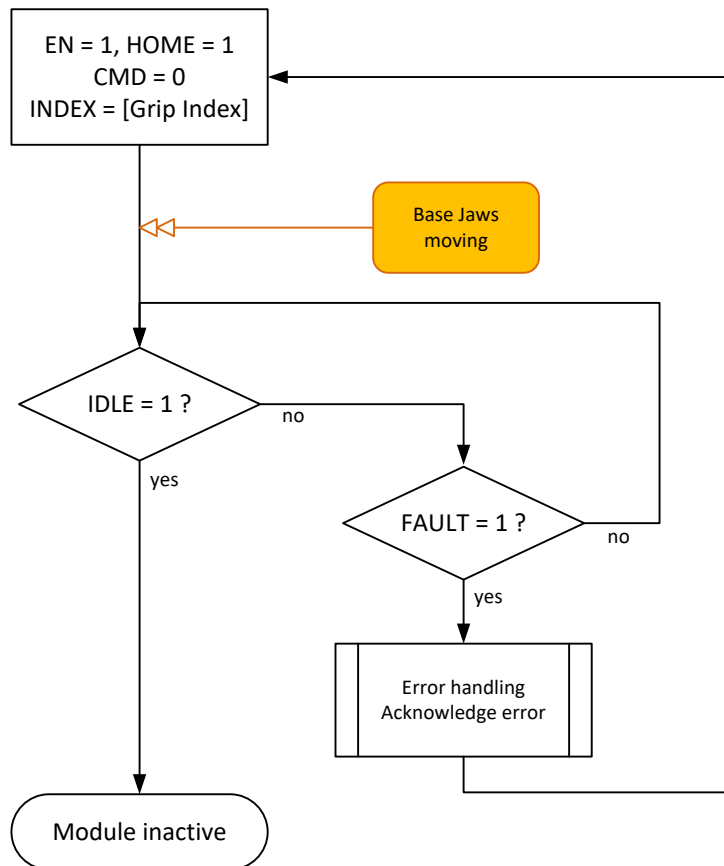 EN = 1, HOME = 1
CMD = 0
INDEX = [Grip Index]
Base Jaws
moving
IDLE = 1 ?
no
yes
FAULT = 1 ?
no
yes
Error handling
Acknowledge error
Module inactive